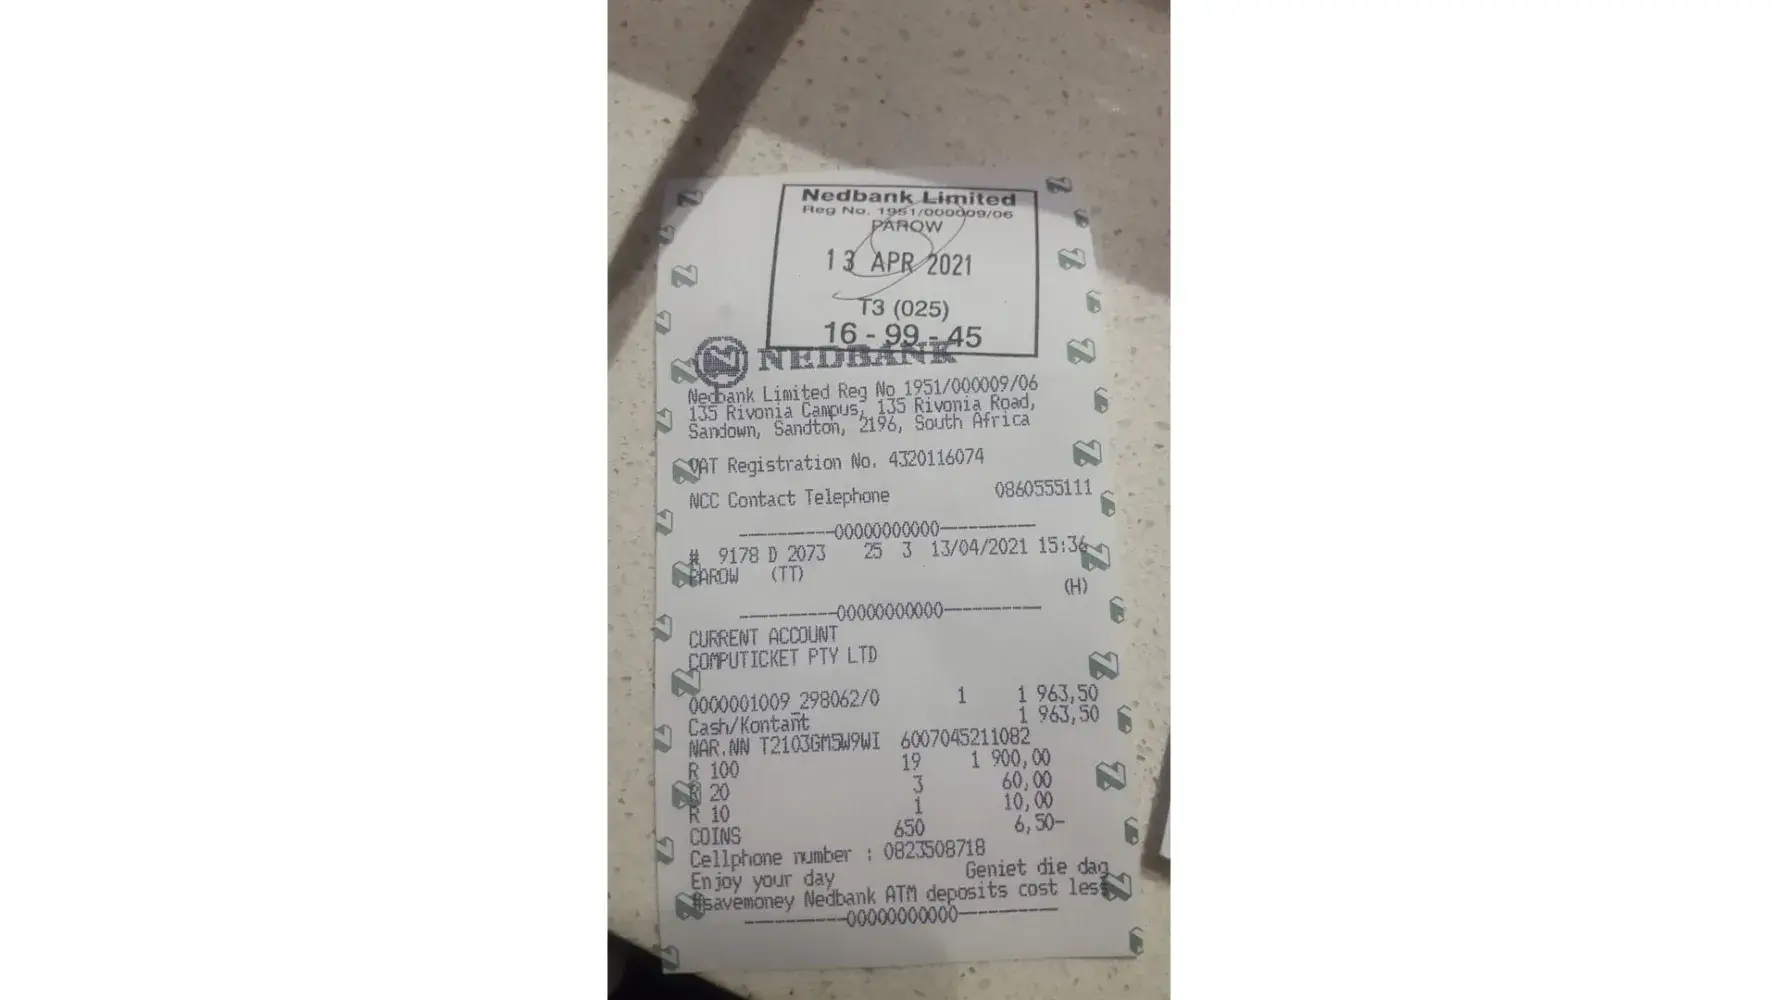 Nedbank Limited
Reg No. 1951/000009/06
PAROW
13 APR 2021
T3 (025)
16 - 99 - 45
NEDBANK
Nedbank Limited Reg No 1951/000009/06
135 Rivonia Campus, 135 Rivonia Road,
Sandown, Sandton, 2196, South Africa
VAT Registration No. 4320116074
NCC Contact Telephone 0860555111
----------00000000000----------
# 9178 D 2073 25 3 13/04/2021 15:36
PAROW (TT)
(H)
----------00000000000----------
CURRENT ACCOUNT
COMPUTICKET PTY LTD
0000001009_298062/0 1 1 963,50
Cash/Kontant 1 963,50
NAR.NN T2103GM5W9WI 6007045211082
R 100 19 1 900,00
R 20 3 60,00
R 10 1 10,00
COINS 650 6,50-
Cellphone number : 0823508718
Enjoy your day Geniet die dag
#savemoney Nedbank ATM deposits cost less
----------00000000000----------